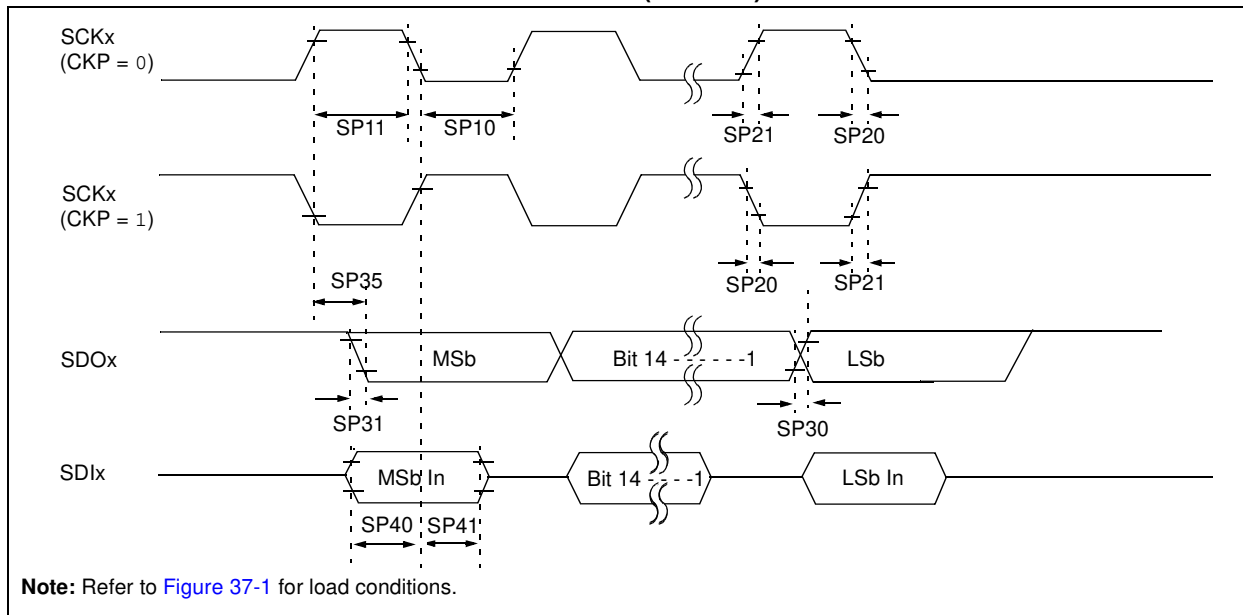 SCKx
(CKP = 0)
SP11
SP10
SP21
SP20
SCKx
(CKP = 1)
SP35
SP20
SP21
SDOx
MSb
Bit 14 - - - - - -1
LSb
SP31
SP30
SDIx
MSb In
Bit 14 - - - - -1
LSb In
SP40
SP41
Note: Refer to Figure 37-1 for load conditions.